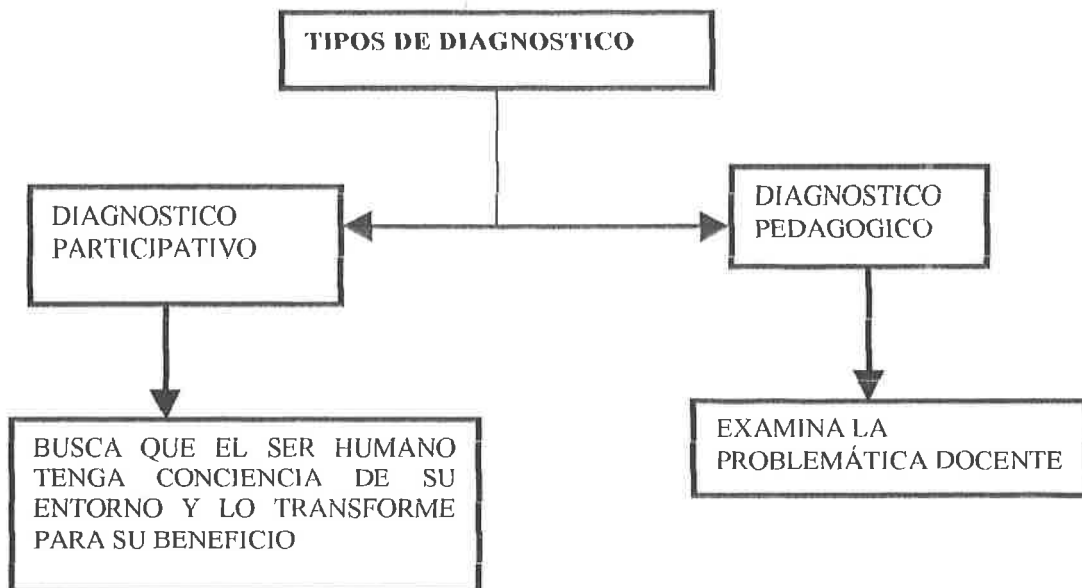 TIPOS DE DIAGNOSTICO
DIAGNOSTICO
PARTICIPATIVO
DIAGNOSTICO
PEDAGOGICO
BUSCA QUE EL SER HUMANO
TENGA CONCIENCIA DE SU
ENTORNO Y LO TRANSFORME
PARA SU BENEFICIO
EXAMINA LA
PROBLEMÁTICA DOCENTE